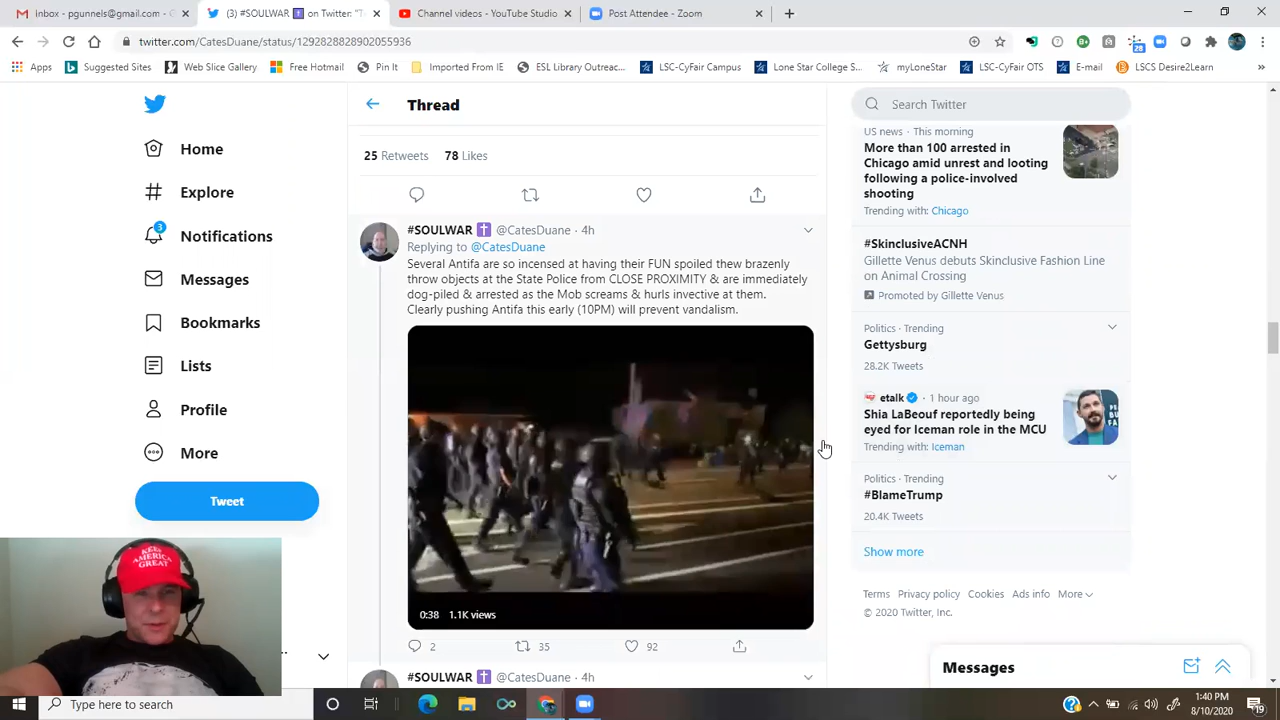 Inbox - pgunnels@gmail.com - G
(3) #SOULWAR ✝ on Twitter: "T
Channel videos - YouTube Studio
Post Attendee - Zoom
twitter.com/CatesDuane/status/1292828828902055936
28
Apps
Suggested Sites
Web Slice Gallery
Free Hotmail
Pin It
Imported From IE
ESL Library Outreac...
LSC-CyFair Campus
Lone Star College S...
myLoneStar
LSC-CyFair OTS
E-mail
LSCS Desire2Learn
»
Home
Explore
3
Notifications
Messages
Bookmarks
Lists
Profile
More
Tweet
Thread
25 Retweets 78 Likes
#SOULWAR ✝ @CatesDuane · 4h
Replying to @CatesDuane
Several Antifa are so incensed at having their FUN spoiled thew brazenly
throw objects at the State Police from CLOSE PROXIMITY & are immediately
dog-piled & arrested as the Mob screams & hurls invective at them.
Clearly pushing Antifa this early (10PM) will prevent vandalism.
0:38 1.1K views
2 35 92
#SOULWAR ✝ @CatesDuane · 4h
Search Twitter
US news · This morning
More than 100 arrested in
Chicago amid unrest and looting
following a police-involved
shooting
Trending with: Chicago
#SkinclusiveACNH
Gillette Venus debuts Skinclusive Fashion Line
on Animal Crossing
Promoted by Gillette Venus
Politics · Trending
Gettysburg
28.2K Tweets
etalk · 1 hour ago
Shia LaBeouf reportedly being
eyed for Iceman role in the MCU
Trending with: Iceman
Politics · Trending
#BlameTrump
20.4K Tweets
Show more
Terms Privacy policy Cookies Ads info More
© 2020 Twitter, Inc.
Messages
KEEP
AMERICA
GREAT
Type here to search
1:40 PM
8/10/2020
19